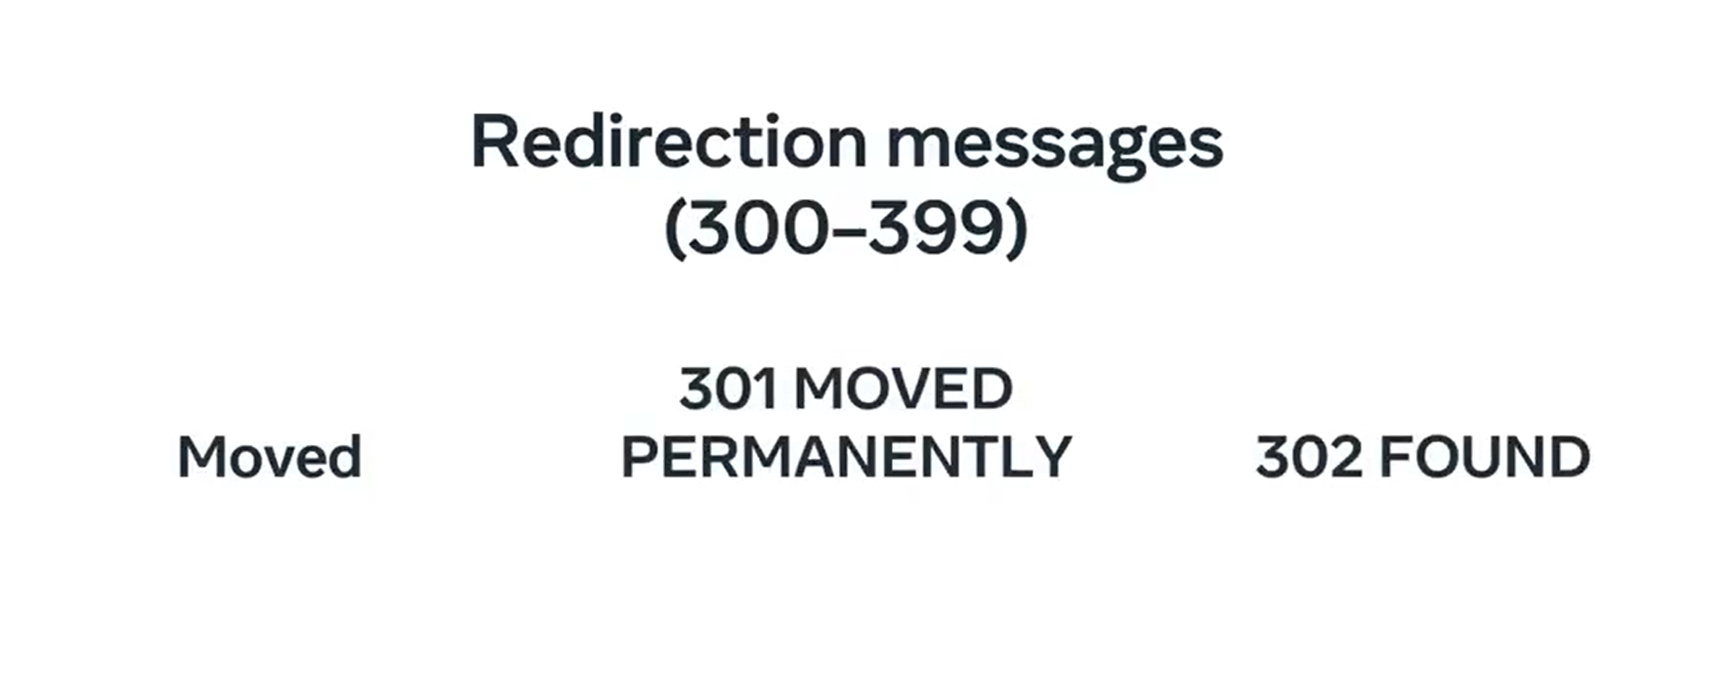 Redirection messages
(300–399)
301 MOVED
Moved PERMANENTLY 302 FOUND